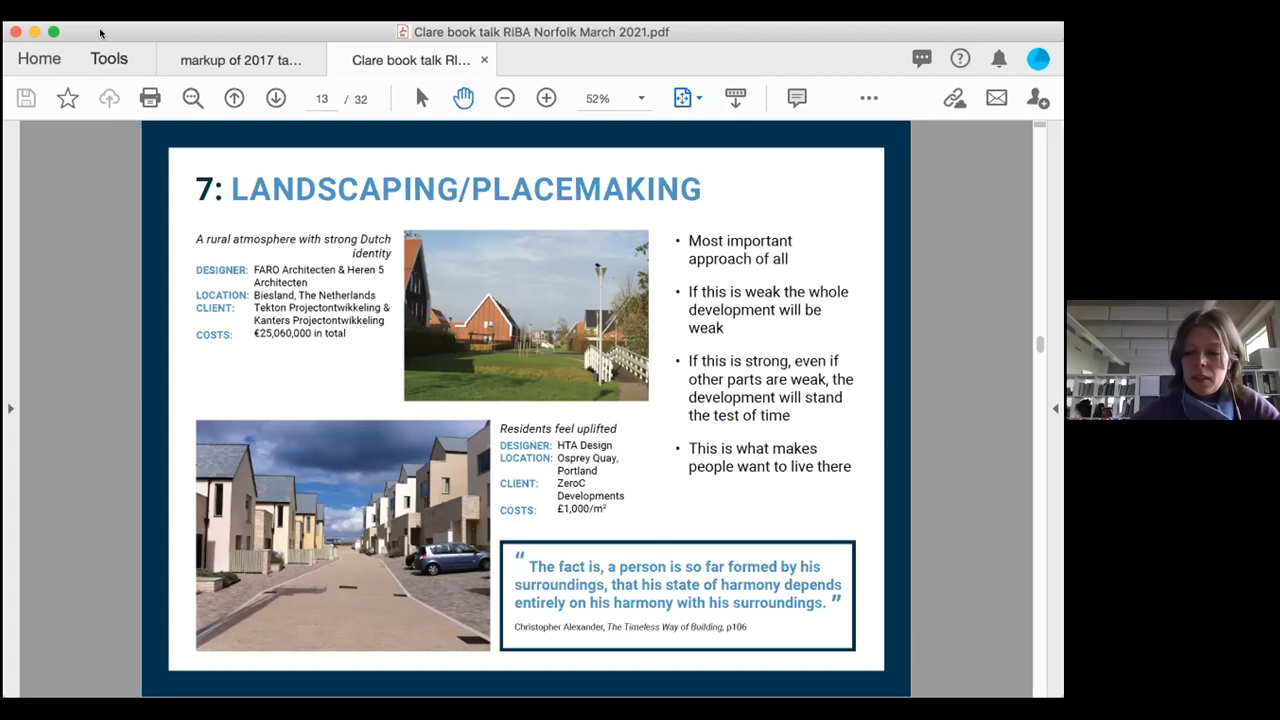 Clare book talk RIBA Norfolk March 2021.pdf
Home
Tools
markup of 2017 ta...
Clare book talk RI...
13 / 32
52%
7: LANDSCAPING/PLACEMAKING
A rural atmosphere with strong Dutch
identity
DESIGNER: FARO Architecten & Heren 5
Architecten
LOCATION: Biesland, The Netherlands
CLIENT: Tekton Projectontwikkeling &
Kanters Projectontwikkeling
COSTS: €25,060,000 in total
• Most important
approach of all
• If this is weak the whole
development will be
weak
• If this is strong, even if
other parts are weak, the
development will stand
the test of time
• This is what makes
people want to live there
Residents feel uplifted
DESIGNER: HTA Design
LOCATION: Osprey Quay,
Portland
CLIENT: ZeroC
Developments
COSTS: £1,000/m²
“ The fact is, a person is so far formed by his
surroundings, that his state of harmony depends
entirely on his harmony with his surroundings. ”
Christopher Alexander, The Timeless Way of Building, p106